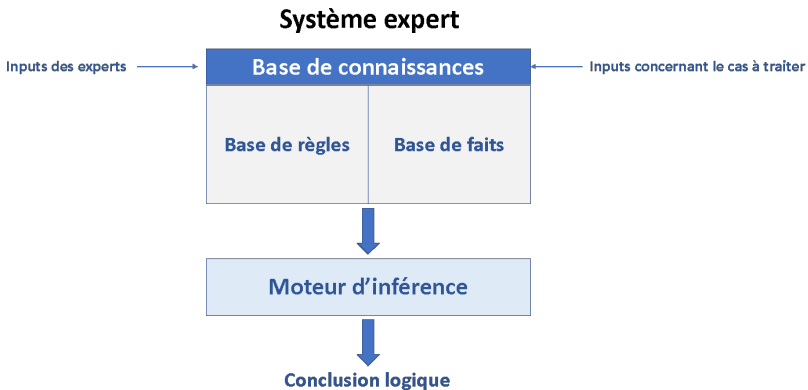 Système expert
Inputs des experts
Base de connaissances
Inputs concernant le cas à traiter
Base de règles
Base de faits
Moteur d’inférence
Conclusion logique